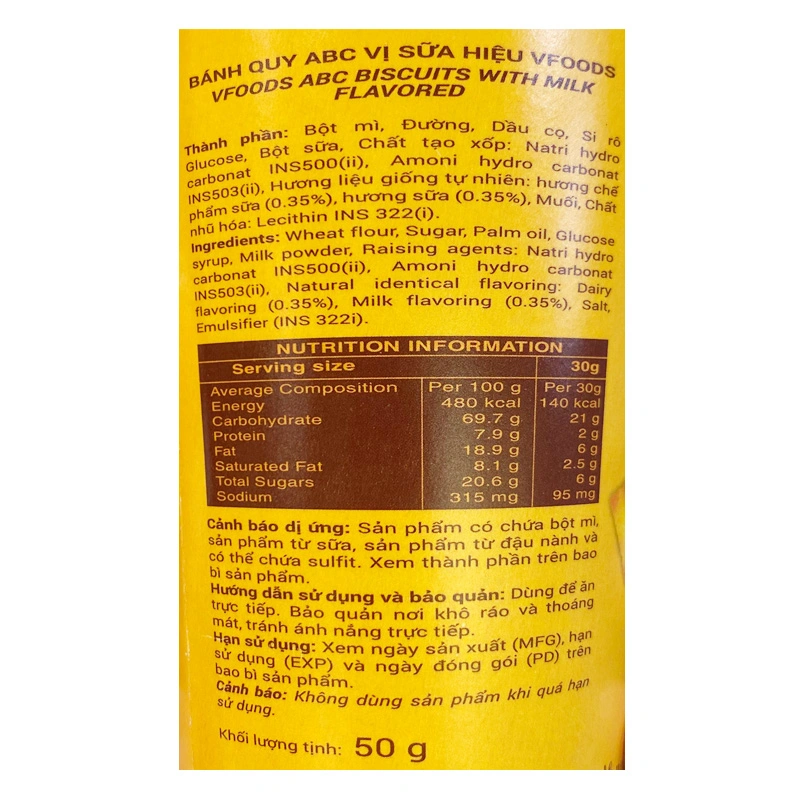 BÁNH QUY ABC VỊ SỮA HIỆU VFOODS
VFOODS ABC BISCUITS WITH MILK
FLAVORED
Thành phần: Bột mì, Đường, Dầu cọ, Si rô
Glucose, Bột sữa, Chất tạo xốp: Natri hydro
carbonat INS500(ii), Amoni hydro carbonat
INS503(ii), Hương liệu giống tự nhiên: hương chế
phẩm sữa (0.35%), hương sữa (0.35%), Muối, Chất
nhũ hóa: Lecithin INS 322(i).
Ingredients: Wheat flour, Sugar, Palm oil, Glucose
syrup, Milk powder, Raising agents: Natri hydro
carbonat INS500(ii), Amoni hydro carbonat
INS503(ii), Natural identical flavoring: Dairy
flavoring (0.35%), Milk flavoring (0.35%), Salt,
Emulsifier (INS 322i).
NUTRITION INFORMATION
Serving size 30g
Average Composition Per 100 g Per 30g
Energy 480 kcal 140 kcal
Carbohydrate 69.7 g 21 g
Protein 7.9 g 2 g
Fat 18.9 g 6 g
Saturated Fat 8.1 g 2.5 g
Total Sugars 20.6 g 6 g
Sodium 315 mg 95 mg
Cảnh báo dị ứng: Sản phẩm có chứa bột mì,
sản phẩm từ sữa, sản phẩm từ đậu nành và
có thể chứa sulfit. Xem thành phần trên bao
bì sản phẩm.
Hướng dẫn sử dụng và bảo quản: Dùng để ăn
trực tiếp. Bảo quản nơi khô ráo và thoáng
mát, tránh ánh nắng trực tiếp.
Hạn sử dụng: Xem ngày sản xuất (MFG), hạn
sử dụng (EXP) và ngày đóng gói (PD) trên
bao bì sản phẩm.
Cảnh báo: Không dùng sản phẩm khi quá hạn
sử dụng.
Khối lượng tịnh: 50 g